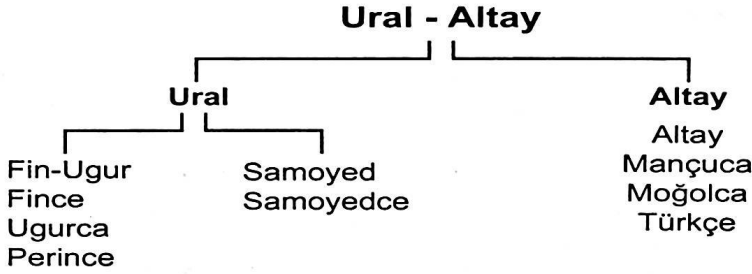 Ural - Altay
Ural
Altay
Fin-Ugur
Fince
Ugurca
Perince
Samoyed
Samoyedce
Altay
Mançuca
Moğolca
Türkçe